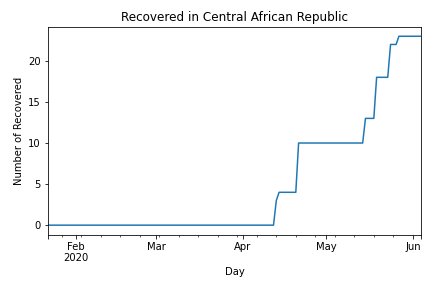 Recovered in Central African Republic
Number of Recovered
20
15
10
5
0
Feb
2020
Mar
Apr
May
Jun
Day